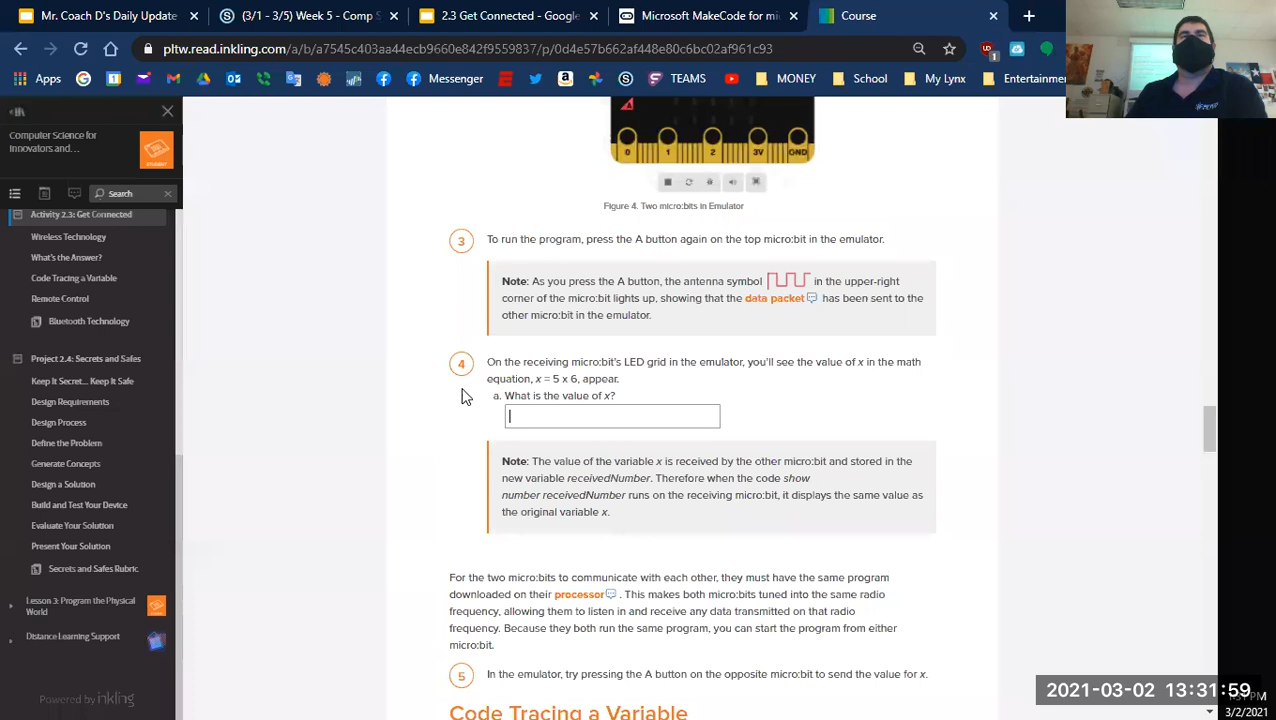 (3/1 - 3/5) Week 5 - Comp S
2.3 Get Connected - Google
Microsoft MakeCode for mi
Course
pltw.read.inkling.com/a/b/a7545c403aa44ecb9660e842f9559837/p/0d4e57b662af448e80c6bc02af961c93
Apps
Messenger
TEAMS
MONEY
School
My Lynx
Entertainme
Computer Science for
Innovators and...
Search
Activity 2.3: Get Connected
Wireless Technology
What's the Answer?
Code Tracing a Variable
Remote Control
Bluetooth Technology
Project 2.4: Secrets and Safes
Keep It Secret... Keep It Safe
Design Requirements
Design Process
Define the Problem
Generate Concepts
Design a Solution
Build and Test Your Device
Evaluate Your Solution
Present Your Solution
Secrets and Safes Rubric
Lesson 3: Program the Physical
World
Distance Learning Support
Powered by inkling
0 1 2 3V GND
Figure 4. Two micro:bits in Emulator
3 To run the program, press the A button again on the top micro:bit in the emulator.
Note: As you press the A button, the antenna symbol in the upper-right
corner of the micro:bit lights up, showing that the data packet has been sent to the
other micro:bit in the emulator.
4 On the receiving micro:bit's LED grid in the emulator, you'll see the value of x in the math
equation, x = 5 x 6, appear.
a. What is the value of x?
Note: The value of the variable x is received by the other micro:bit and stored in the
new variable receivedNumber. Therefore when the code show
number receivedNumber runs on the receiving micro:bit, it displays the same value as
the original variable x.
For the two micro:bits to communicate with each other, they must have the same program
downloaded on their processor. This makes both micro:bits tuned into the same radio
frequency, allowing them to listen in and receive any data transmitted on that radio
frequency. Because they both run the same program, you can start the program from either
micro:bit.
5 In the emulator, try pressing the A button on the opposite micro:bit to send the value for x.
Code Tracing a Variable
2021-03-02 13:31:59
3/2/2021